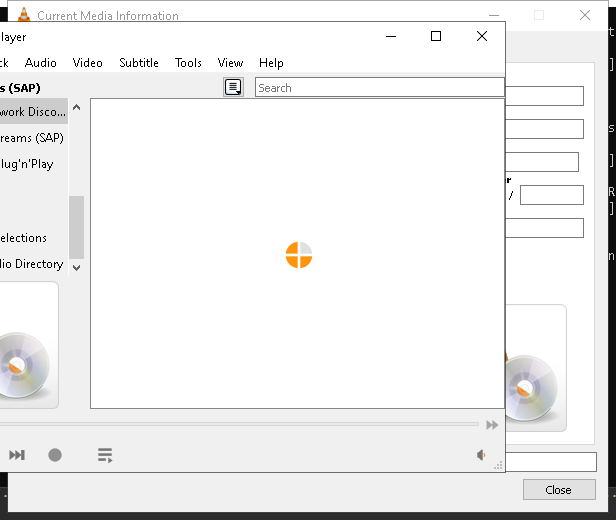 Current Media Information
layer
ck Audio Video Subtitle Tools View Help
s (SAP)
Search
work Disco...
reams (SAP)
lug'n'Play
r
/
elections
io Directory
Close